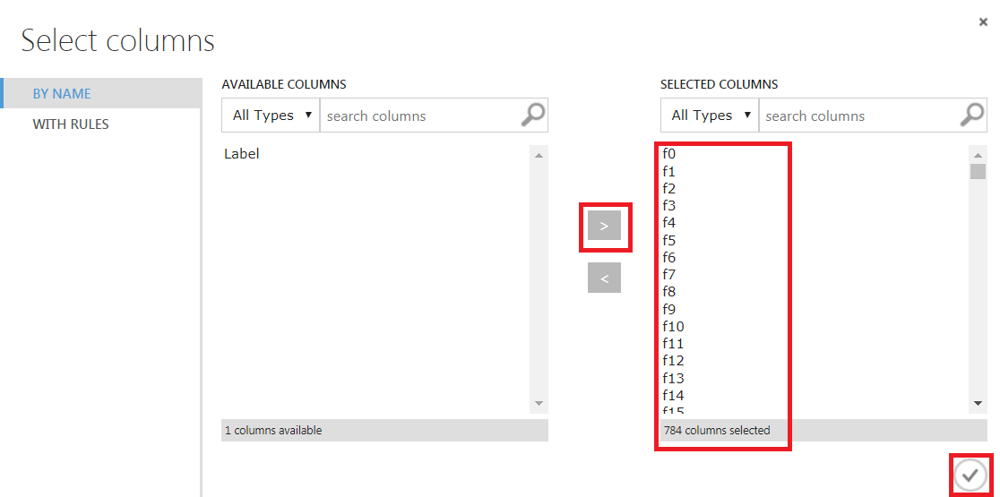 Select columns
×
BY NAME
WITH RULES
AVAILABLE COLUMNS
All Types ▼ search columns
Label
1 columns available
>
<
SELECTED COLUMNS
All Types ▼ search columns
f0
f1
f2
f3
f4
f5
f6
f7
f8
f9
f10
f11
f12
f13
f14
f15
784 columns selected